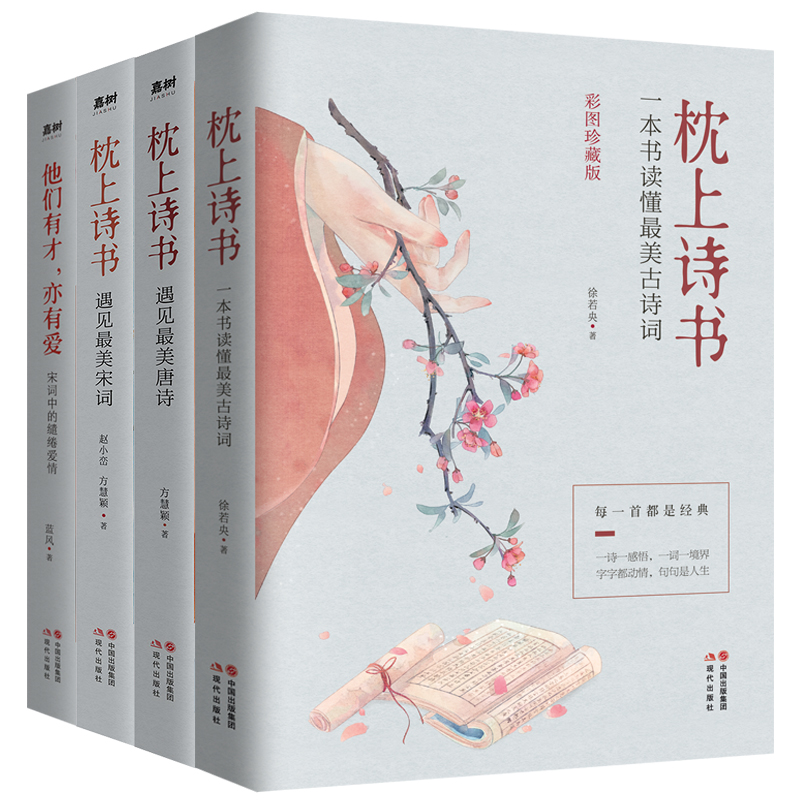 嘉树
JIASHU
他们有才，亦有爱
宋词中的缱绻爱情
蓝风·著
中国出版集团
现代出版社
嘉树
JIASHU
枕上诗书
遇见最美宋词
赵小峦 方慧颖·著
中国出版集团
现代出版社
嘉树
JIASHU
枕上诗书
遇见最美唐诗
方慧颖·著
中国出版集团
现代出版社
枕上诗书
一本书读懂最美古诗词
徐若央·著
中国出版集团
现代出版社
枕上诗书
一本书读懂最美古诗词
彩图珍藏版
徐若央·著
每一首都是经典
一诗一感悟，一词一境界
字字都动情，句句是人生
中国出版集团
现代出版社